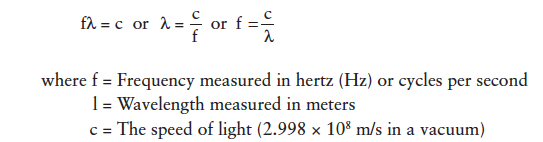 fλ = c or λ = c/f or f = c/λ
where f = Frequency measured in hertz (Hz) or cycles per second
l = Wavelength measured in meters
c = The speed of light (2.998 × 10⁸ m/s in a vacuum)